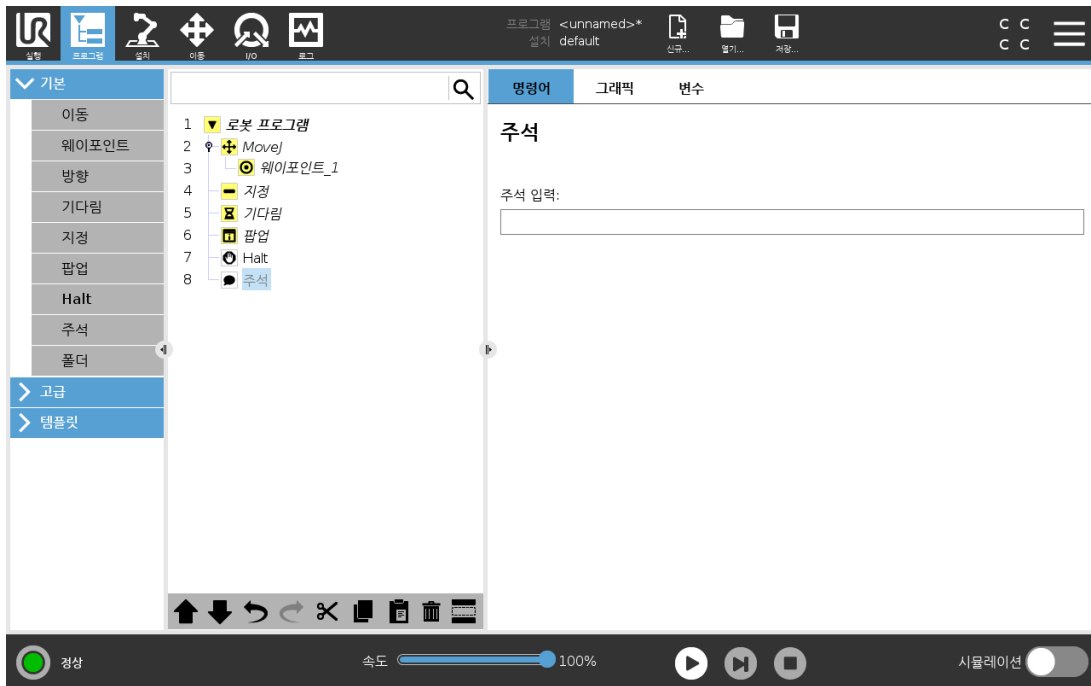 UR
실행
프로그램
설치
이동
I/O
로그
프로그램 <unnamed>*
설치 default
신규...
열기...
저장...
C C
C C
기본
이동
웨이포인트
방향
기다림
지정
팝업
Halt
주석
폴더
고급
템플릿
1 로봇 프로그램
2 MoveJ
3 웨이포인트_1
4 지정
5 기다림
6 팝업
7 Halt
8 주석
명령어 그래픽 변수
주석
주석 입력:
정상
속도 100%
시뮬레이션